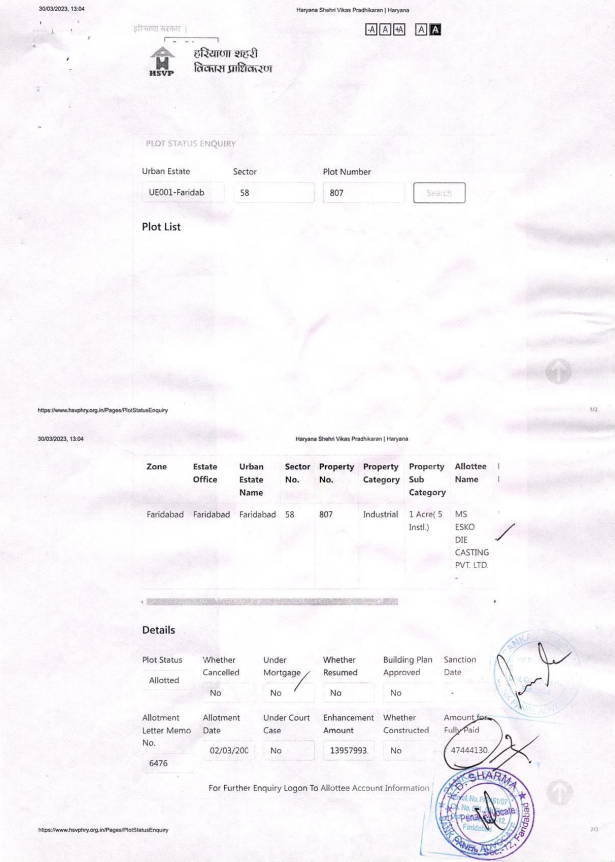 30/03/2023, 13:04
Haryana Shehri Vikas Pradhikaran | Haryana
हरियाणा सरकार |
-A A +A A A
HSVP
हरियाणा शहरी
विकास प्राधिकरण
PLOT STATUS ENQUIRY
Urban Estate Sector Plot Number
UE001-Faridab 58 807 Search
Plot List
https://www.hsvphry.org.in/Pages/PlotStatusEnquiry 1/2
30/03/2023, 13:04
Haryana Shehri Vikas Pradhikaran | Haryana
Zone Estate Urban Sector Property Property Property Allottee
Office Estate No. No. Category Sub Name
Name Category
Faridabad Faridabad Faridabad 58 807 Industrial 1 Acre( 5 MS
Instl.) ESKO
DIE
CASTING
PVT. LTD.
-
Details
Plot Status Whether Under Whether Building Plan Sanction
Cancelled Mortgage Resumed Approved Date
Allotted
No No No No -
Allotment Allotment Under Court Enhancement Whether Amount for
Letter Memo Date Case Amount Constructed Fully Paid
No.
02/03/200 No 13957993. No 47444130.
6476
For Further Enquiry Logon To Allottee Account Information
SHARMA
Faridabad
https://www.hsvphry.org.in/Pages/PlotStatusEnquiry 2/3